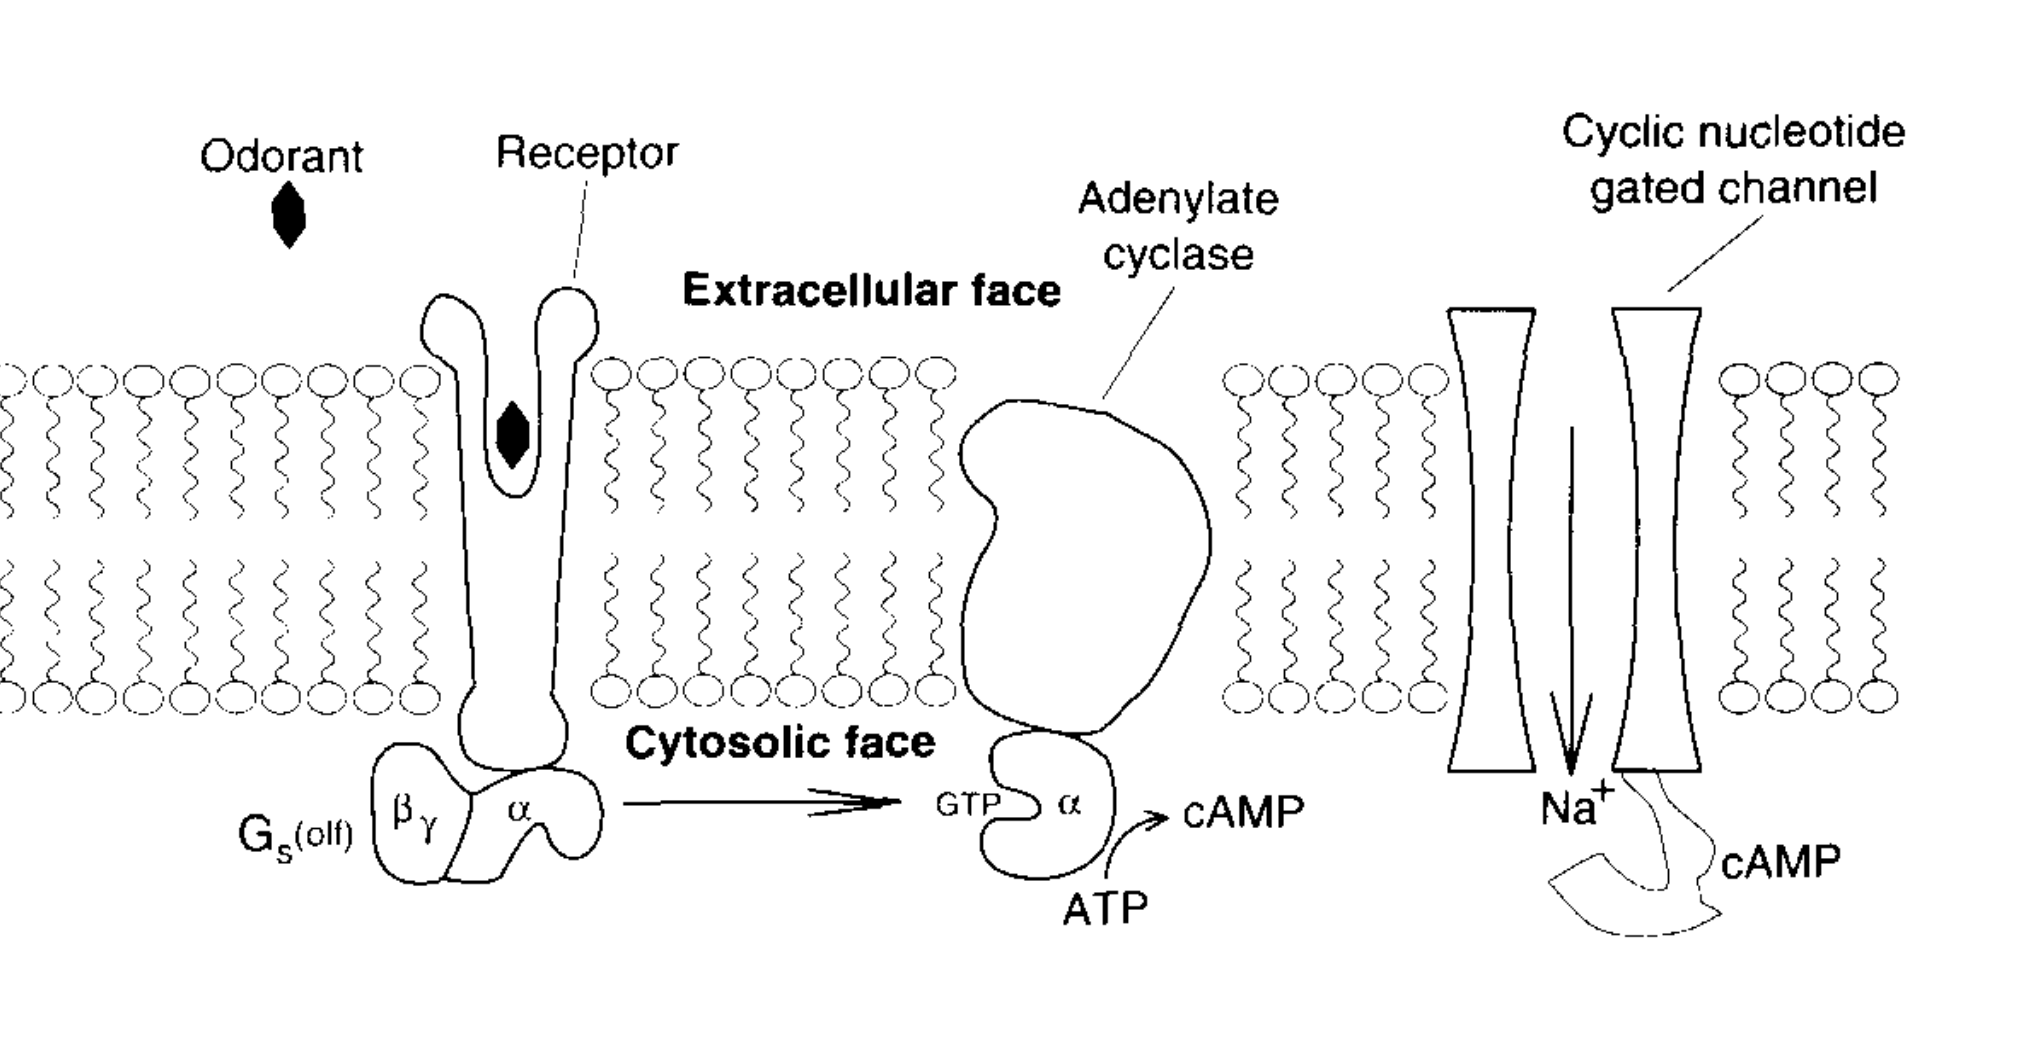 Odorant
Receptor
Adenylate
cyclase
Cyclic nucleotide
gated channel
Extracellular face
Cytosolic face
Gs(olf)
β γ
α
GTP
α
cAMP
ATP
Na+
cAMP